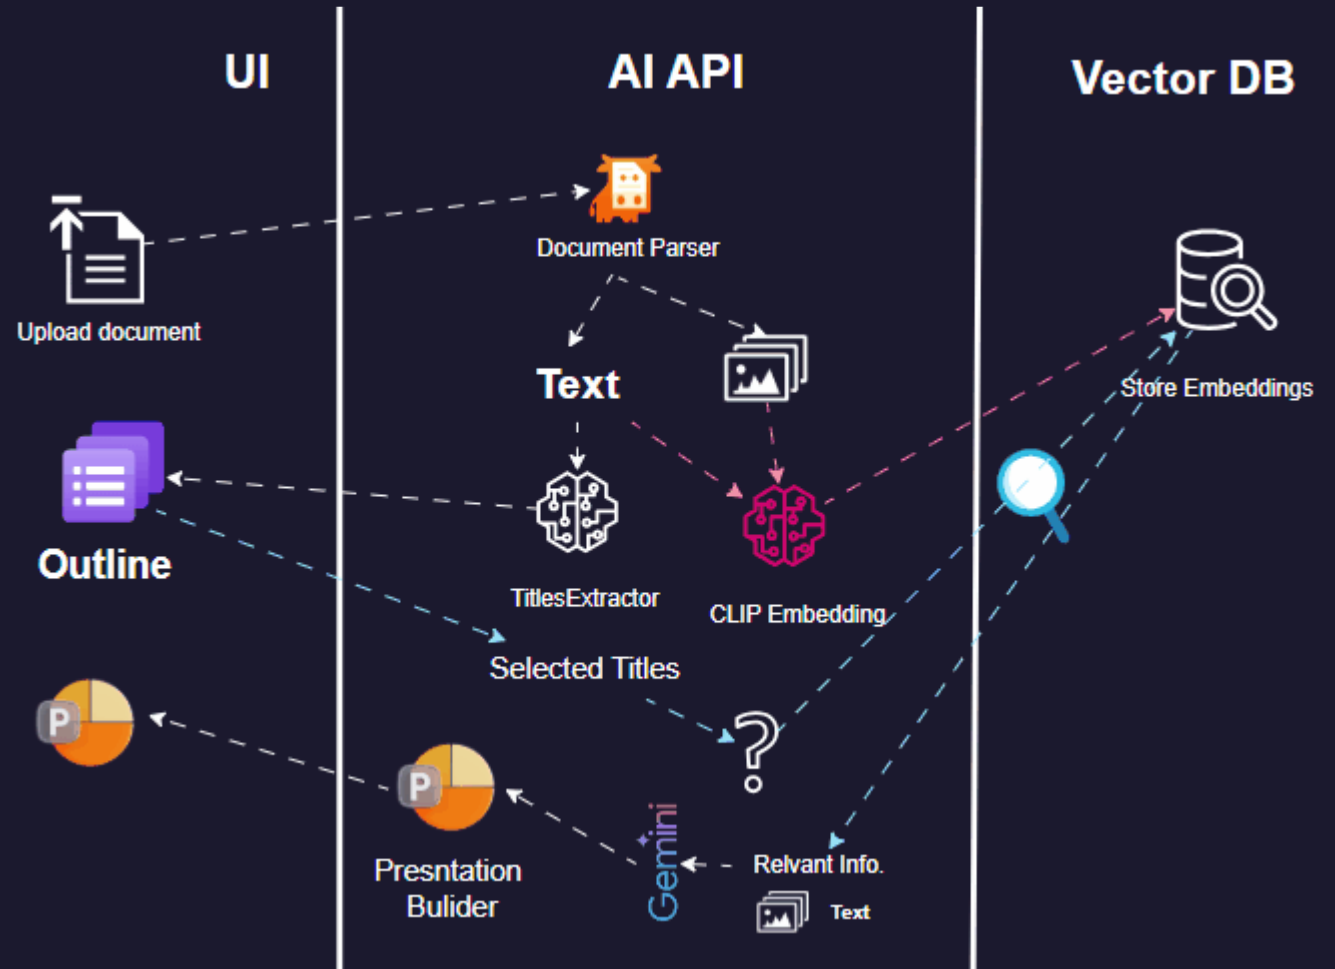 UI
AI API
Vector DB
Document Parser
Upload document
Text
Store Embeddings
Outline
TitlesExtractor
CLIP Embedding
Selected Titles
?
P
P
Presntation
Bulider
Gemini
Relvant Info.
Text